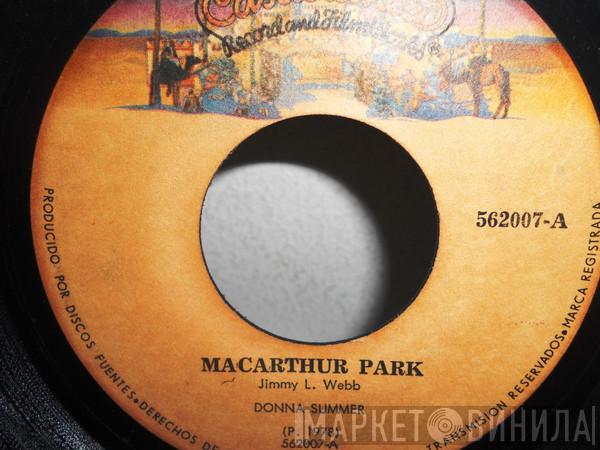 Record and FilmWorks ®
562007-A
MACARTHUR PARK
Jimmy L. Webb
DONNA SUMMER
(P. 1978)
562007-A
PRODUCIDO POR DISCOS FUENTES • DERECHOS DE
TRANSMISION RESERVADOS. MARCA REGISTRADA
МАРКЕТ ВИНИЛА